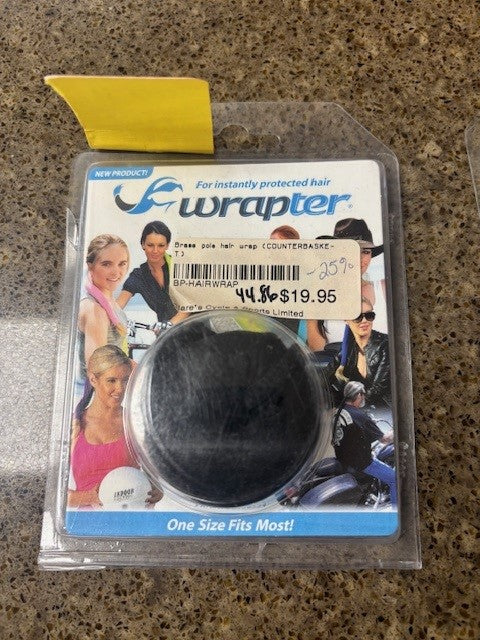 NEW PRODUCT!
For instantly protected hair
wrapter®
Brass pole hair wrap (COUNTERBASKE-
T)
-25%
BP-HAIRWRAP
44.86 $19.95
Cycle & Sports Limited
One Size Fits Most!